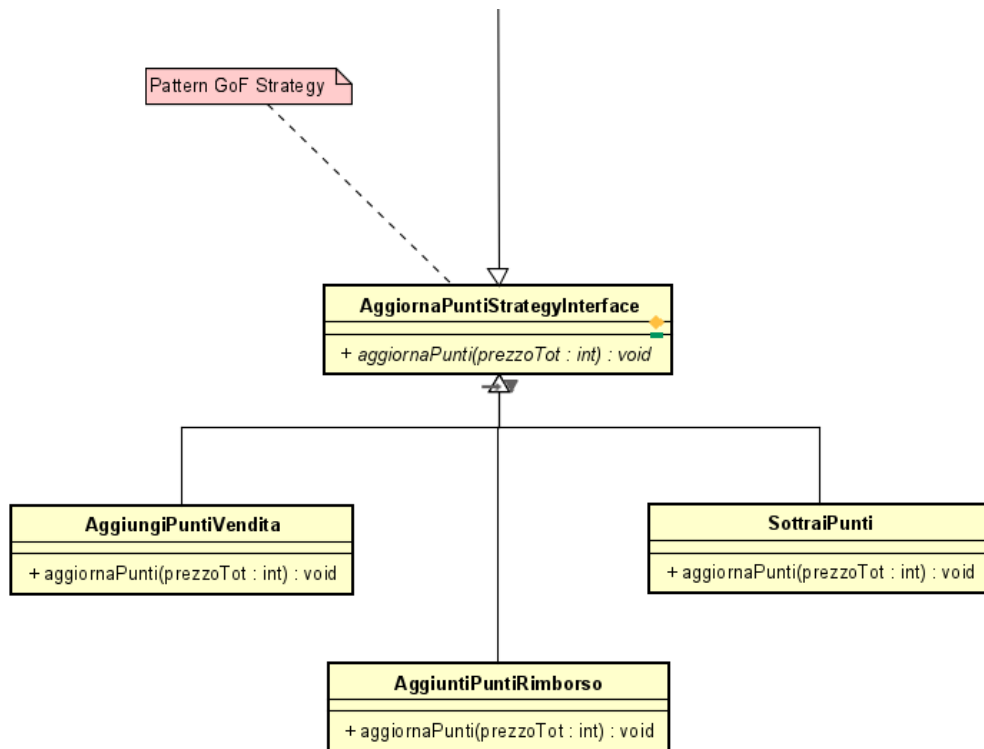 Pattern GoF Strategy
AggiornaPuntiStrategyInterface
+ aggiornaPunti(prezzoTot : int) : void
AggiungiPuntiVendita
+ aggiornaPunti(prezzoTot : int) : void
SottraiPunti
+ aggiornaPunti(prezzoTot : int) : void
AggiuntiPuntiRimborso
+ aggiornaPunti(prezzoTot : int) : void